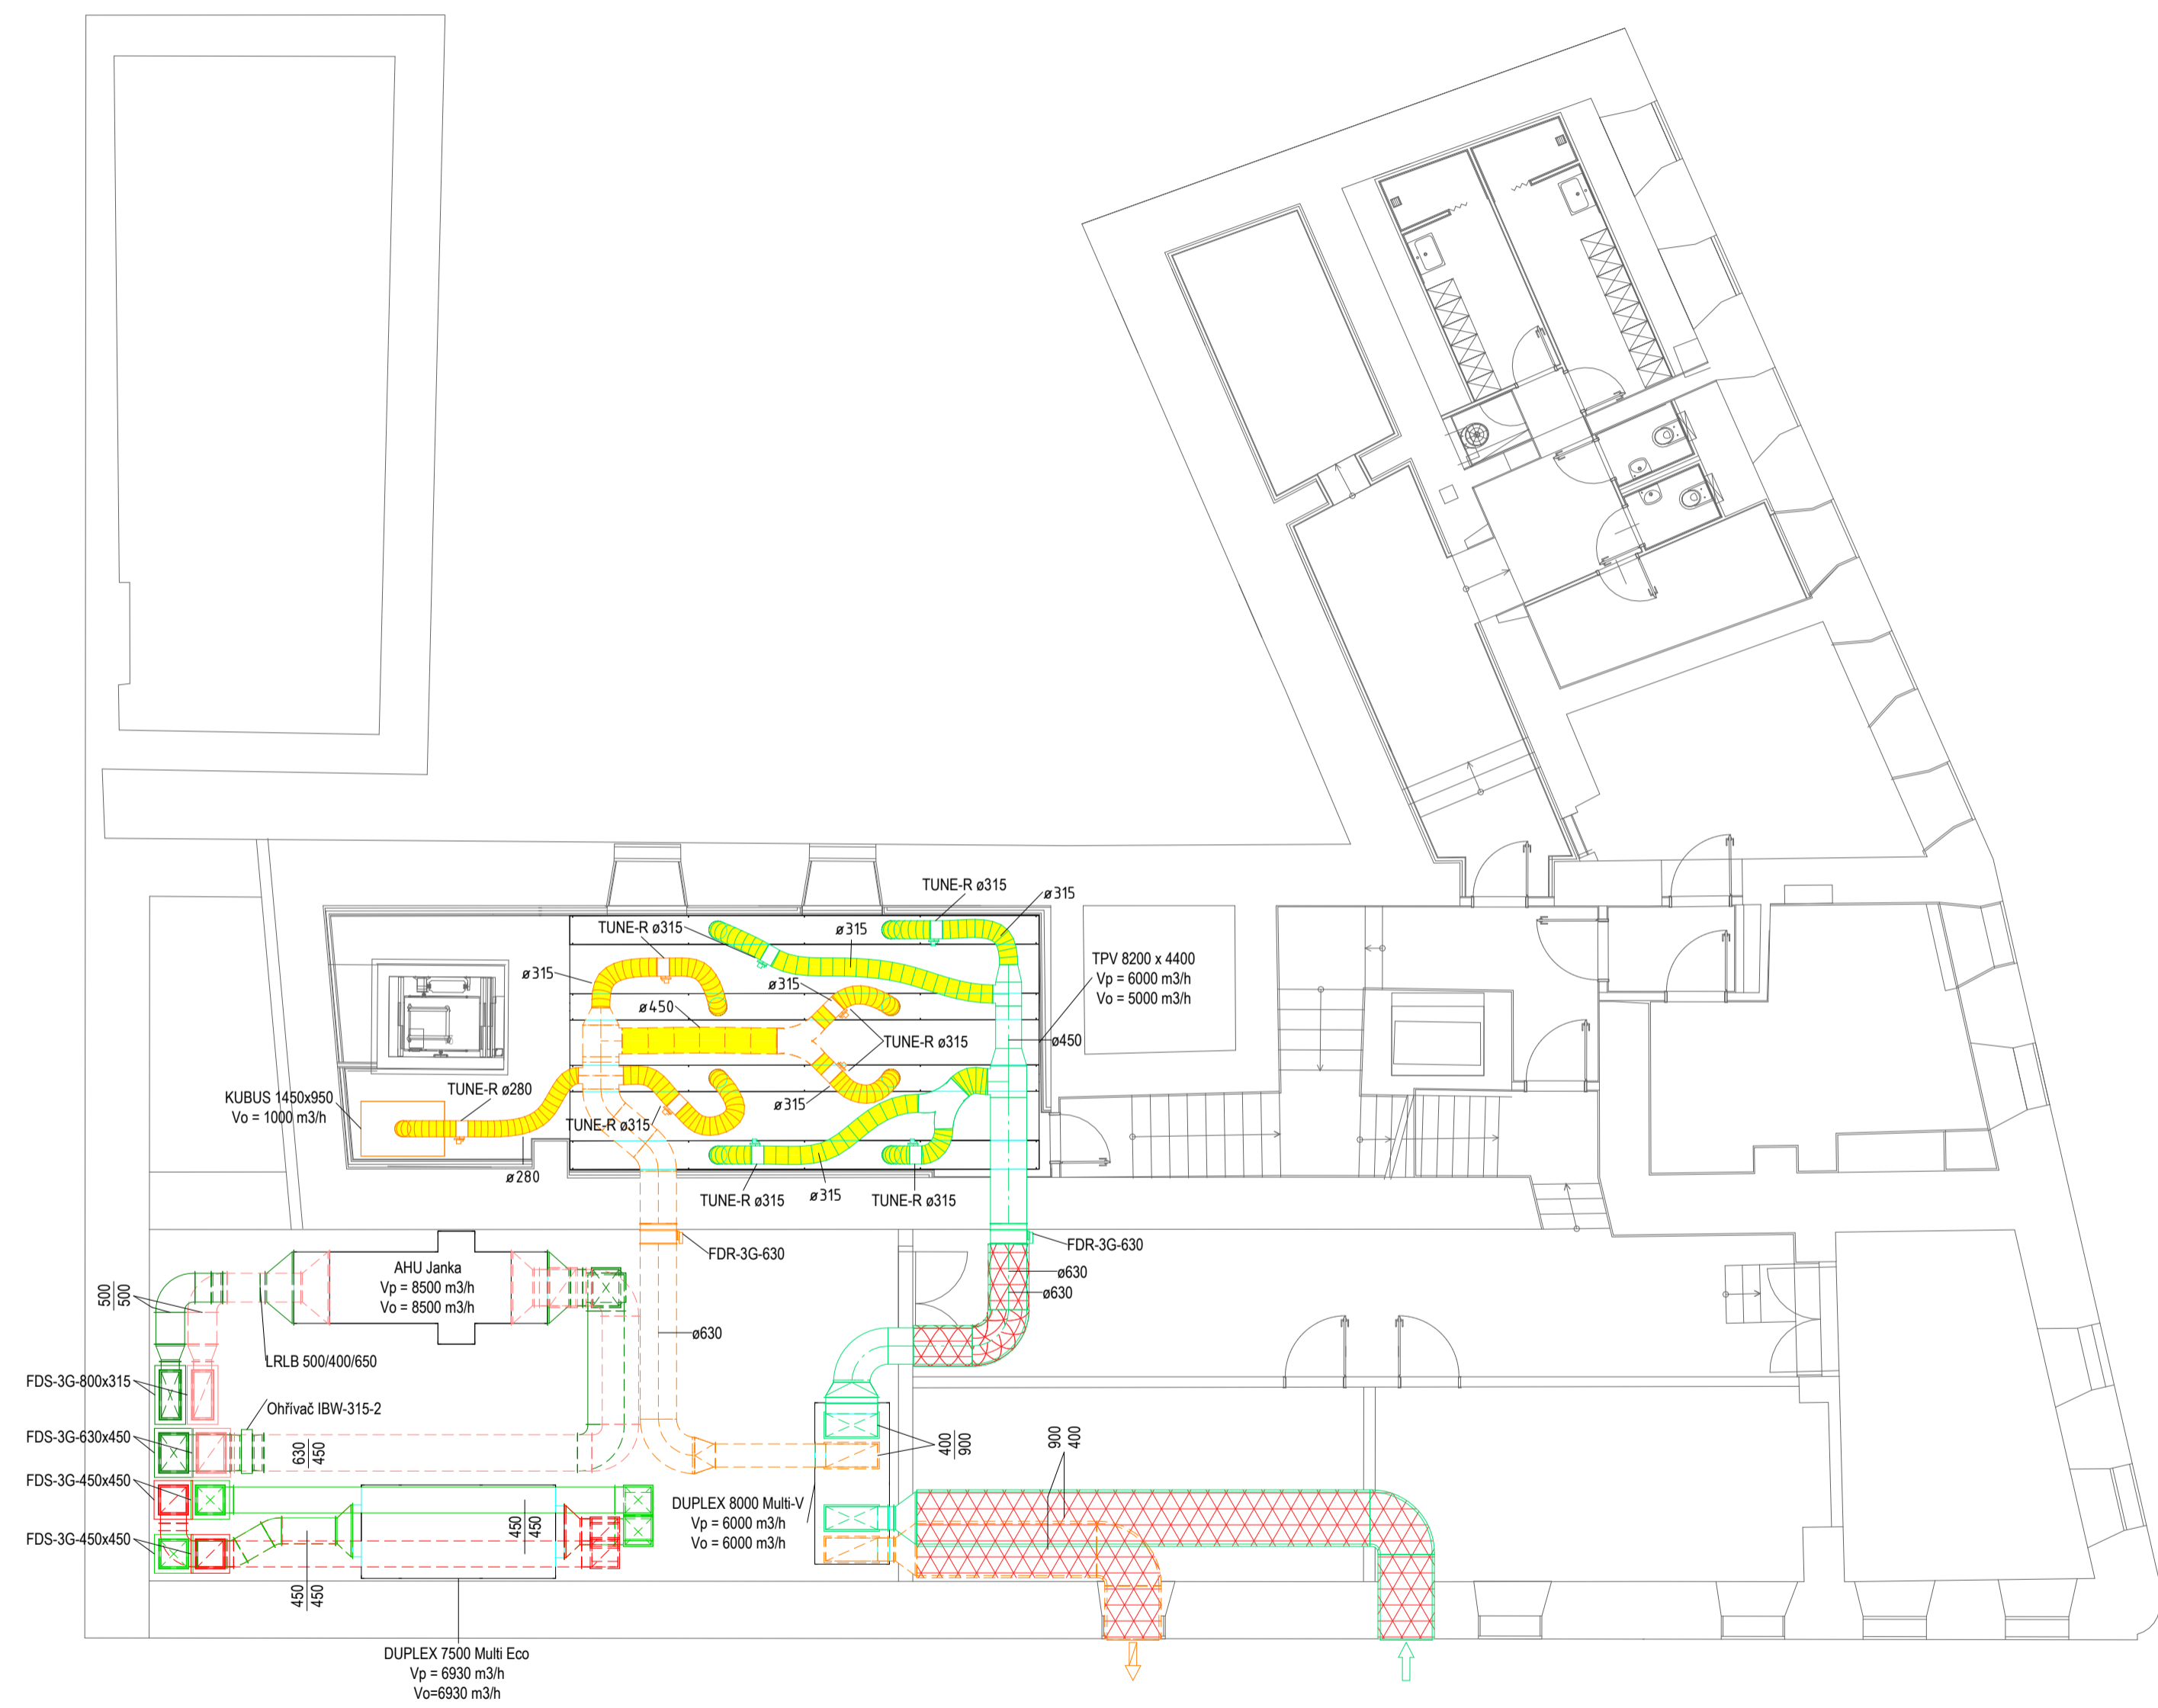 TUNE-R ø315
ø315
TUNE-R ø315
ø315
TPV 8200 x 4400
Vp = 6000 m3/h
Vo = 5000 m3/h
ø315
ø315
ø450
ø450
TUNE-R ø315
KUBUS 1450x950
Vo = 1000 m3/h
TUNE-R ø280
ø315
TUNE-R ø315
ø280
TUNE-R ø315
ø315
TUNE-R ø315
FDR-3G-630
FDR-3G-630
ø630
ø630
AHU Janka
Vp = 8500 m3/h
Vo = 8500 m3/h
500
500
ø630
LRLB 500/400/650
FDS-3G-800x315
Ohřívač IBW-315-2
FDS-3G-630x450
630
450
400
900
900
400
FDS-3G-450x450
DUPLEX 8000 Multi-V
Vp = 6000 m3/h
Vo = 6000 m3/h
450
450
FDS-3G-450x450
450
450
DUPLEX 7500 Multi Eco
Vp = 6930 m3/h
Vo=6930 m3/h